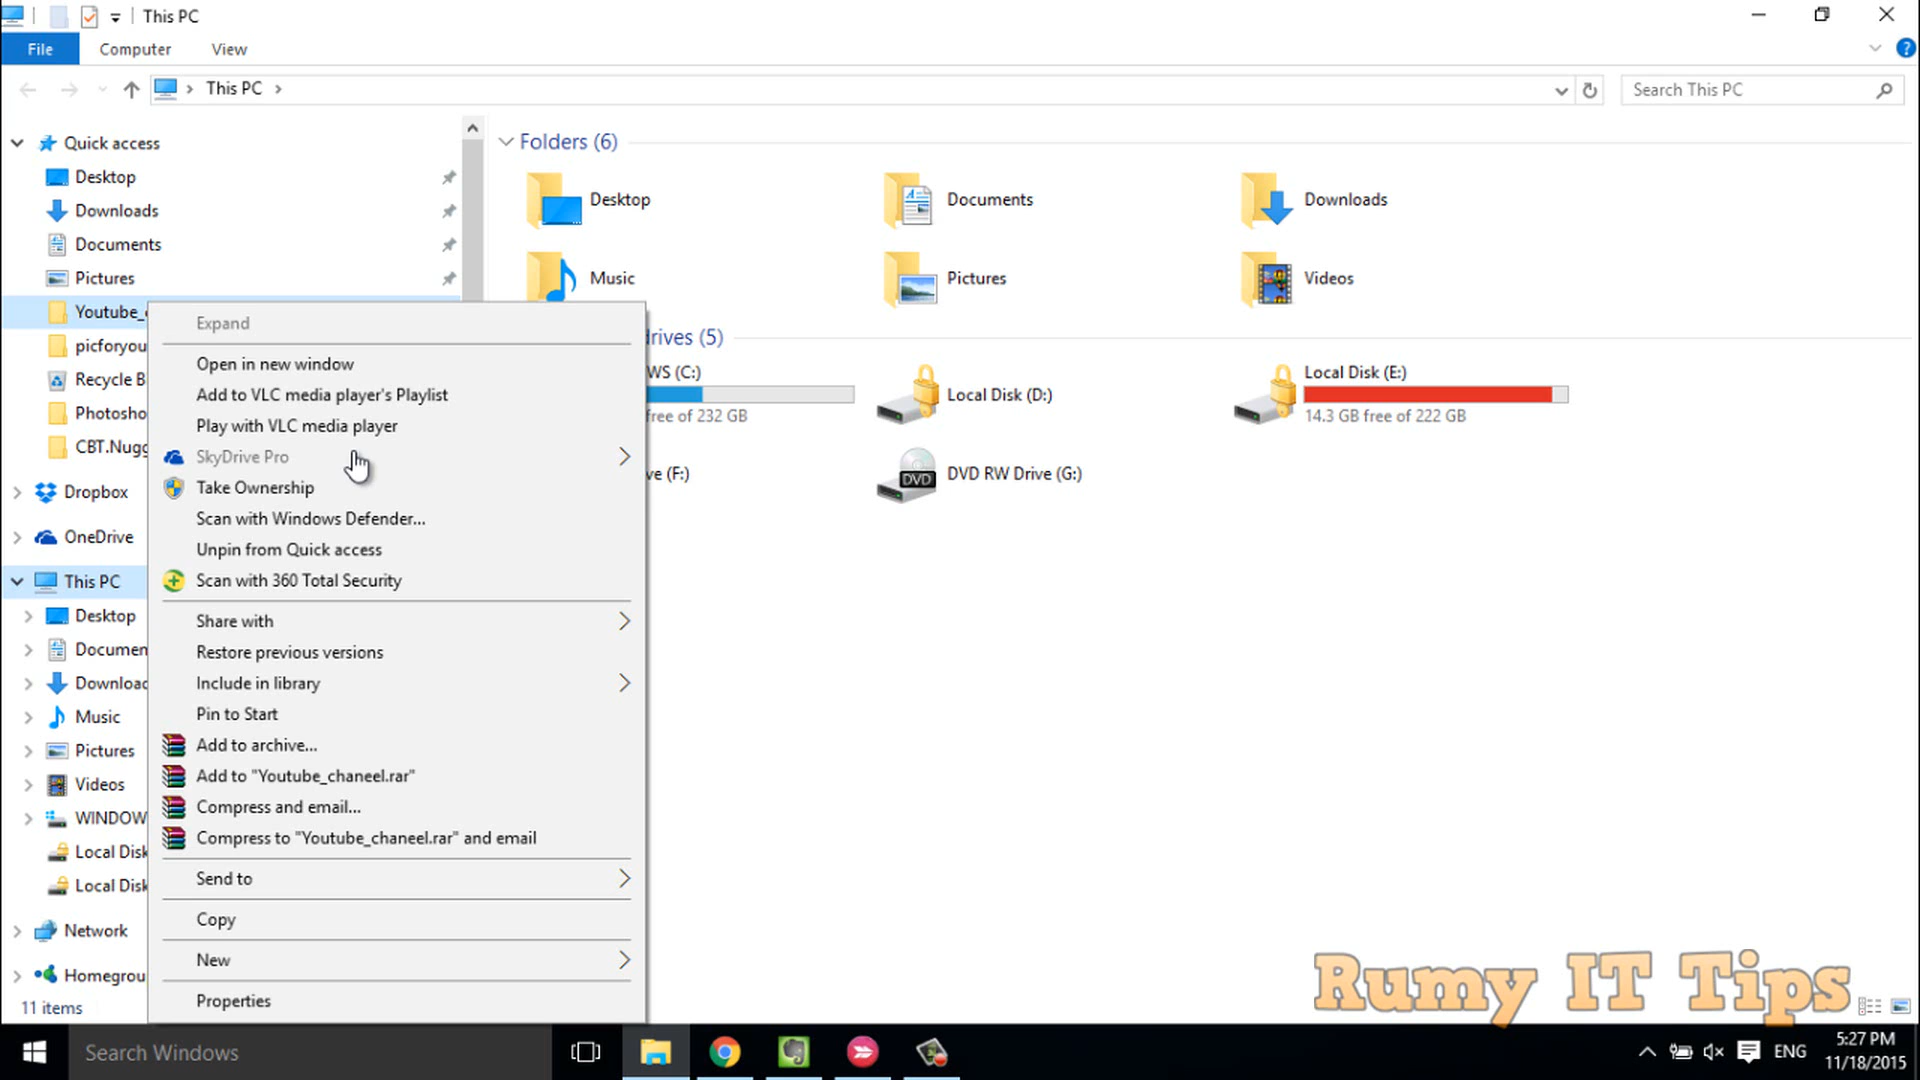 This PC
File
Computer
View
This PC
Search This PC
Quick access
Desktop
Downloads
Documents
Pictures
Youtube_
picforyou
Recycle B
Photosho
CBT.Nugg
Dropbox
OneDrive
This PC
Desktop
Documen
Downloac
Music
Pictures
Videos
WINDOW
Local Disk
Local Disk
Network
Homegrou
11 items
Expand
Open in new window
Add to VLC media player's Playlist
Play with VLC media player
SkyDrive Pro
Take Ownership
Scan with Windows Defender...
Unpin from Quick access
Scan with 360 Total Security
Share with
Restore previous versions
Include in library
Pin to Start
Add to archive...
Add to "Youtube_chaneel.rar"
Compress and email...
Compress to "Youtube_chaneel.rar" and email
Send to
Copy
New
Properties
Folders (6)
Desktop
Documents
Downloads
Music
Pictures
Videos
drives (5)
WS (C:)
free of 232 GB
Local Disk (D:)
Local Disk (E:)
14.3 GB free of 222 GB
ve (F:)
DVD
DVD RW Drive (G:)
Rumy IT Tips
Search Windows
ENG
5:27 PM
11/18/2015